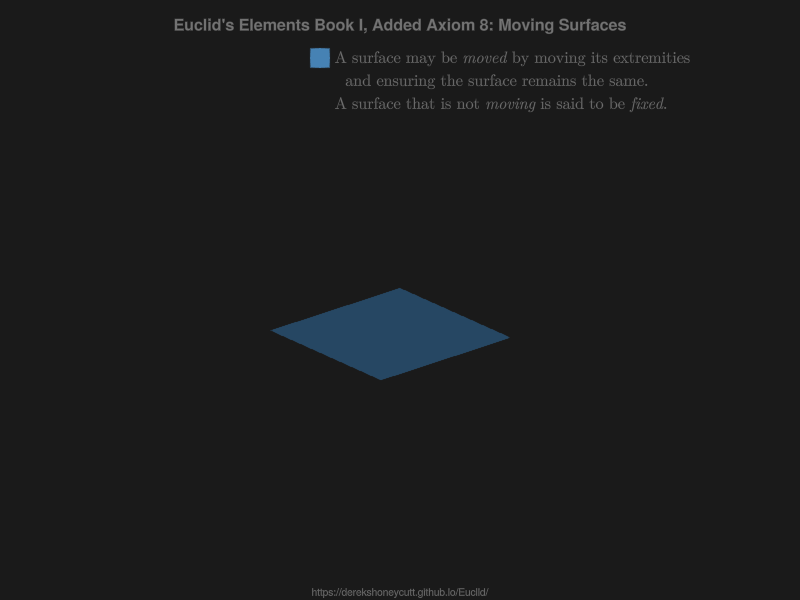 Euclid's Elements Book I, Added Axiom 8: Moving Surfaces
A surface may be moved by moving its extremities
and ensuring the surface remains the same.
A surface that is not moving is said to be fixed.
https://derekshoneycutt.github.io/Euclid/